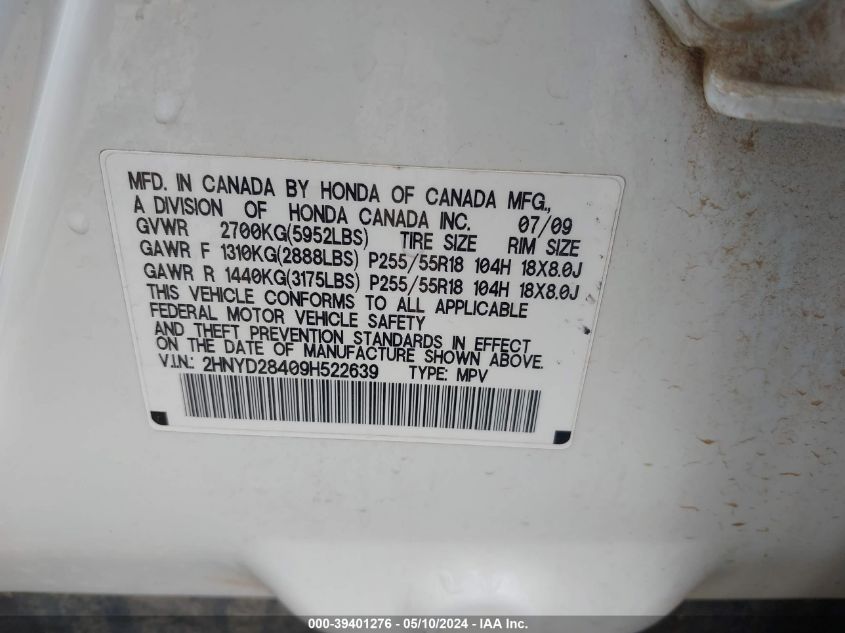 MFD. IN CANADA BY HONDA OF CANADA MFG.,
A DIVISION OF HONDA CANADA INC. 07/09
GVWR 2700KG(5952LBS) TIRE SIZE RIM SIZE
GAWR F 1310KG(2888LBS) P255/55R18 104H 18X8.0J
GAWR R 1440KG(3175LBS) P255/55R18 104H 18X8.0J
THIS VEHICLE CONFORMS TO ALL APPLICABLE
FEDERAL MOTOR VEHICLE SAFETY
AND THEFT PREVENTION STANDARDS IN EFFECT
ON THE DATE OF MANUFACTURE SHOWN ABOVE.
V.I.N.: 2HNYD28409H522639 TYPE: MPV
000-39401276 - 05/10/2024 - IAA Inc.